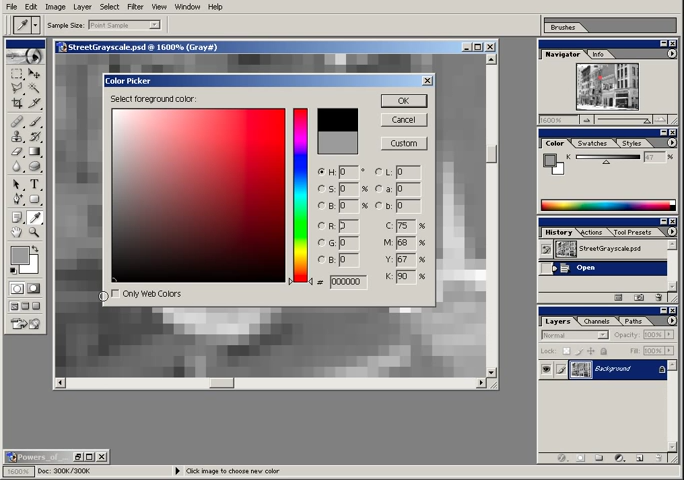 File Edit Image Layer Select Filter View Window Help
Sample Size: Point Sample
Brushes
StreetGrayscale.psd @ 1600% (Gray#)
Color Picker
Select foreground color:
OK
Cancel
Custom
H: 0 °
S: 0 %
B: 0 %
R: 0
G: 0
B: 0
L: 0
a: 0
b: 0
C: 75 %
M: 68 %
Y: 67 %
K: 90 %
# 000000
Only Web Colors
Navigator Info
1600%
Color Swatches Styles
K 47 %
History Actions Tool Presets
StreetGrayscale.psd
Open
Layers Channels Paths
Normal Opacity: 100%
Lock: Fill: 100%
Background
Powers_of_...
1600% Doc: 300K/300K Click image to choose new color